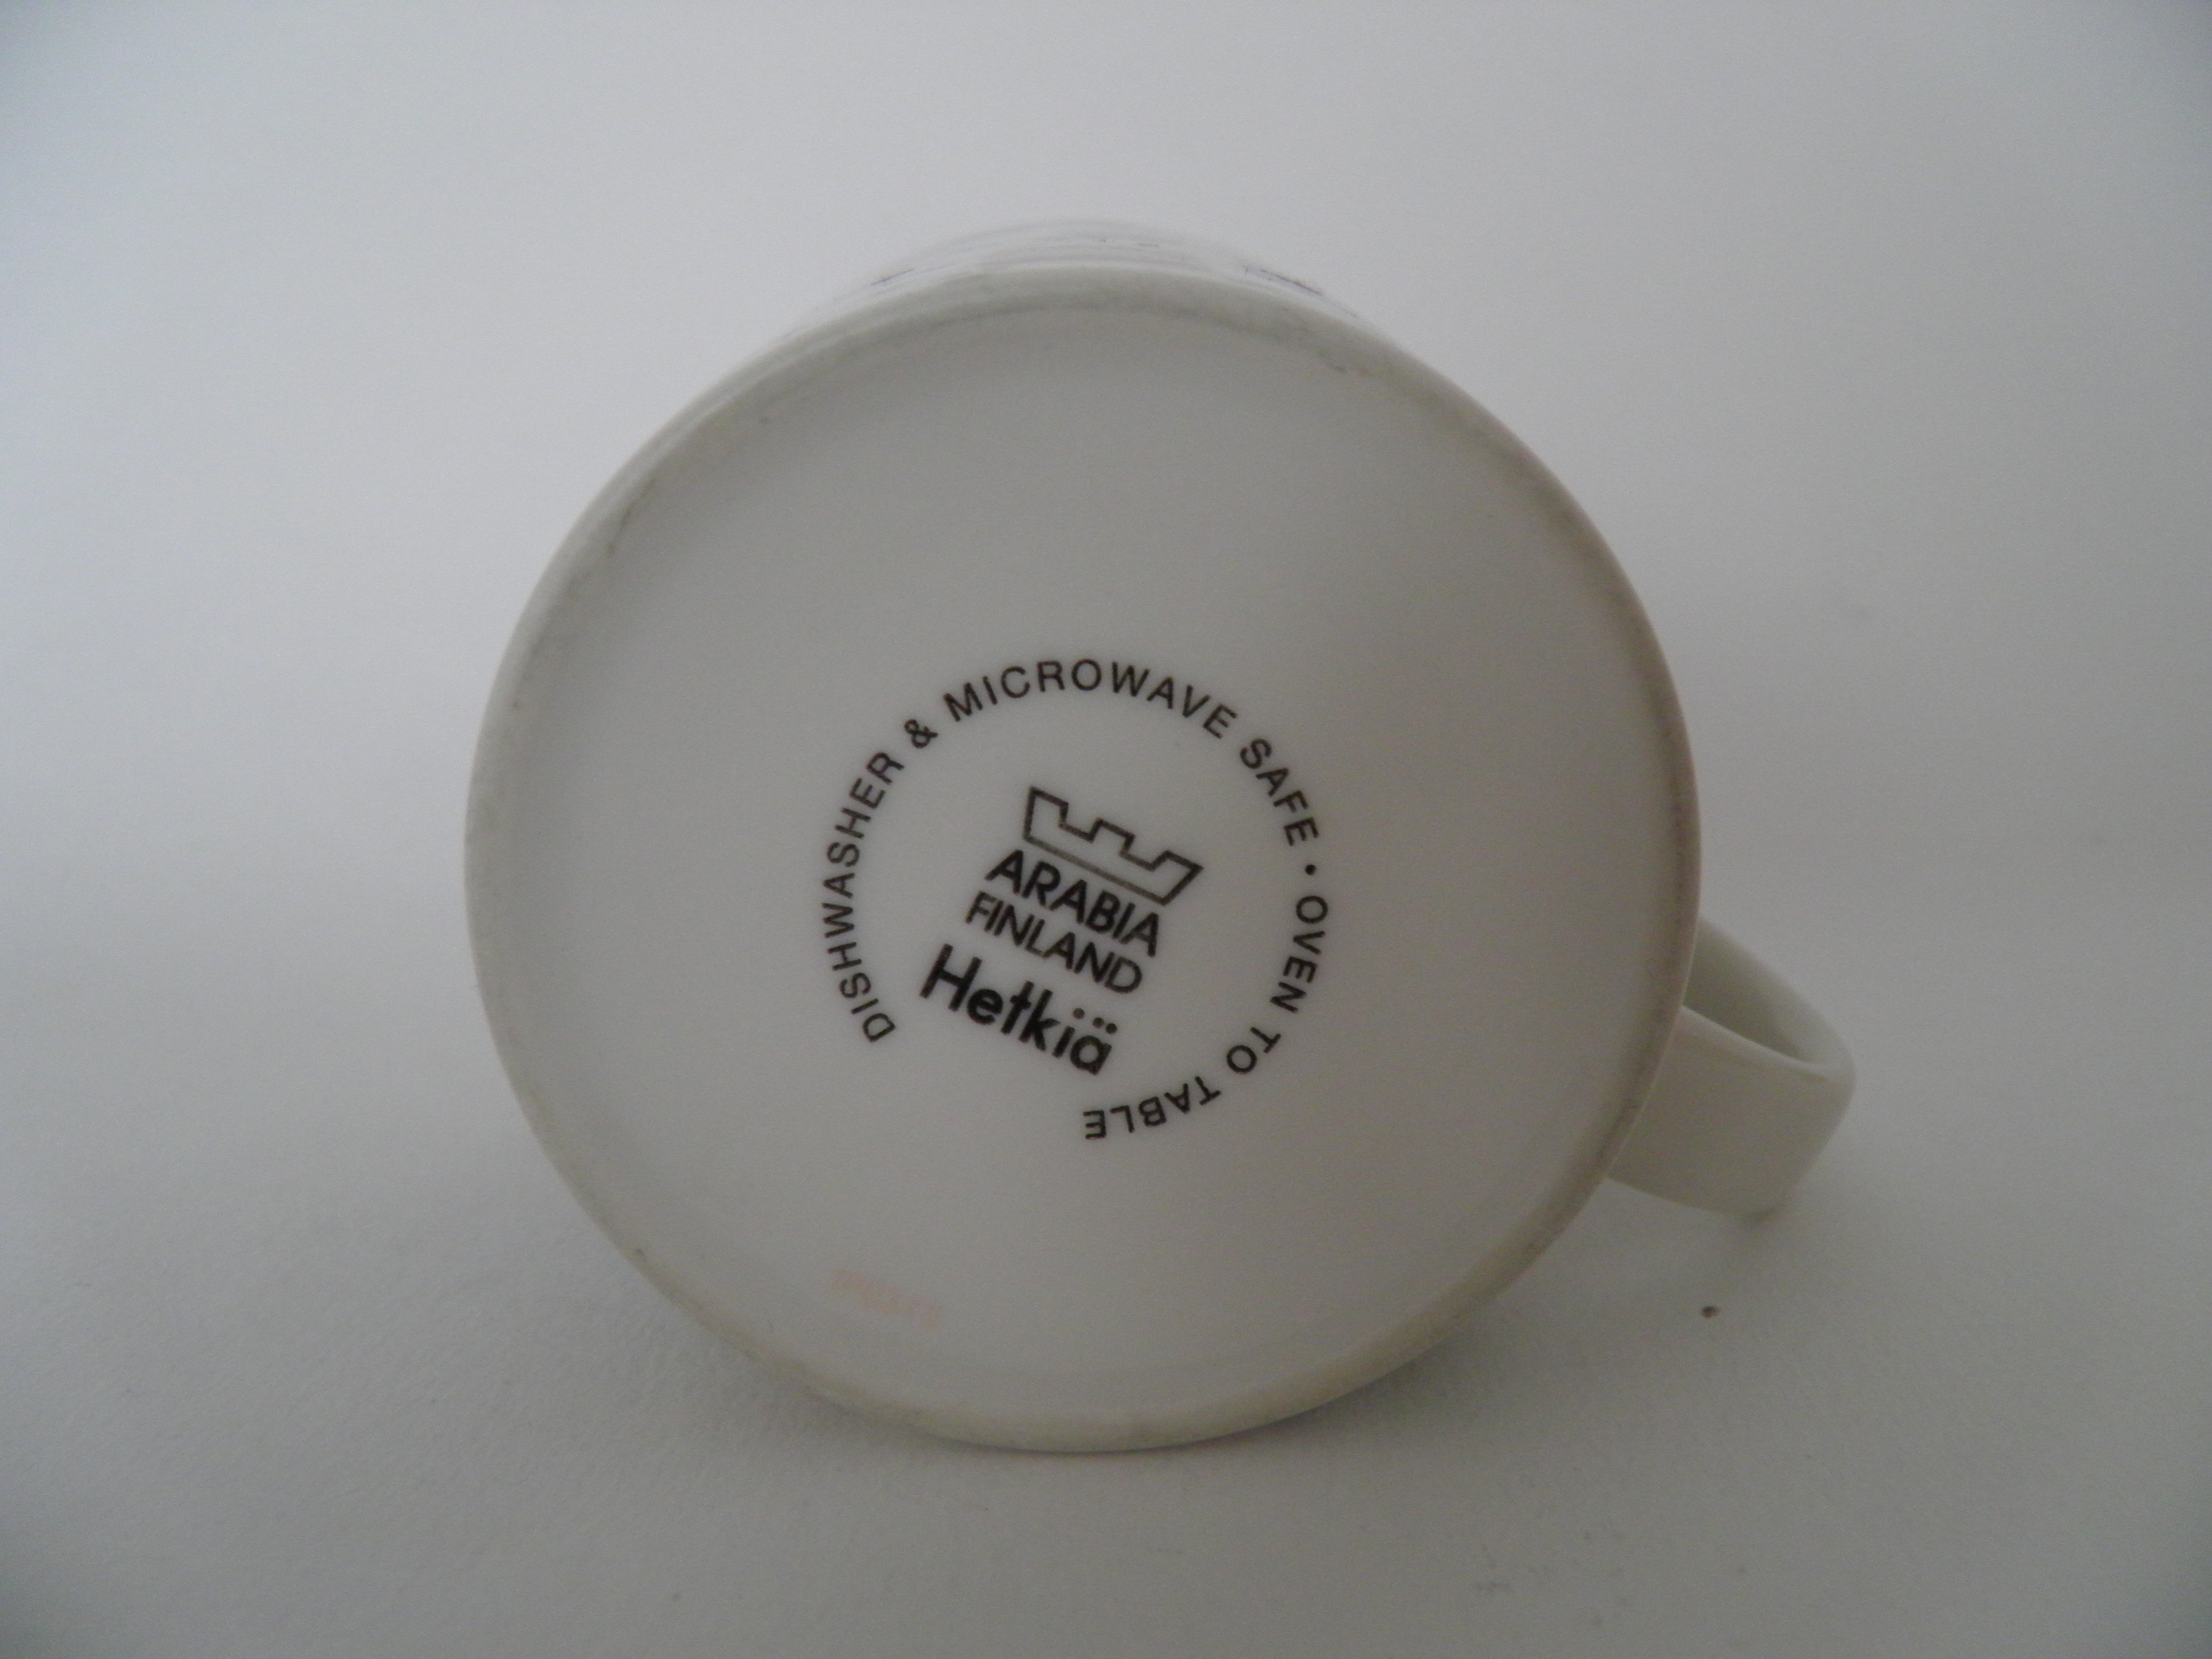 DISHWASHER & MICROWAVE SAFE • OVEN TO TABLE
ARABIA
FINLAND
Hetkiä